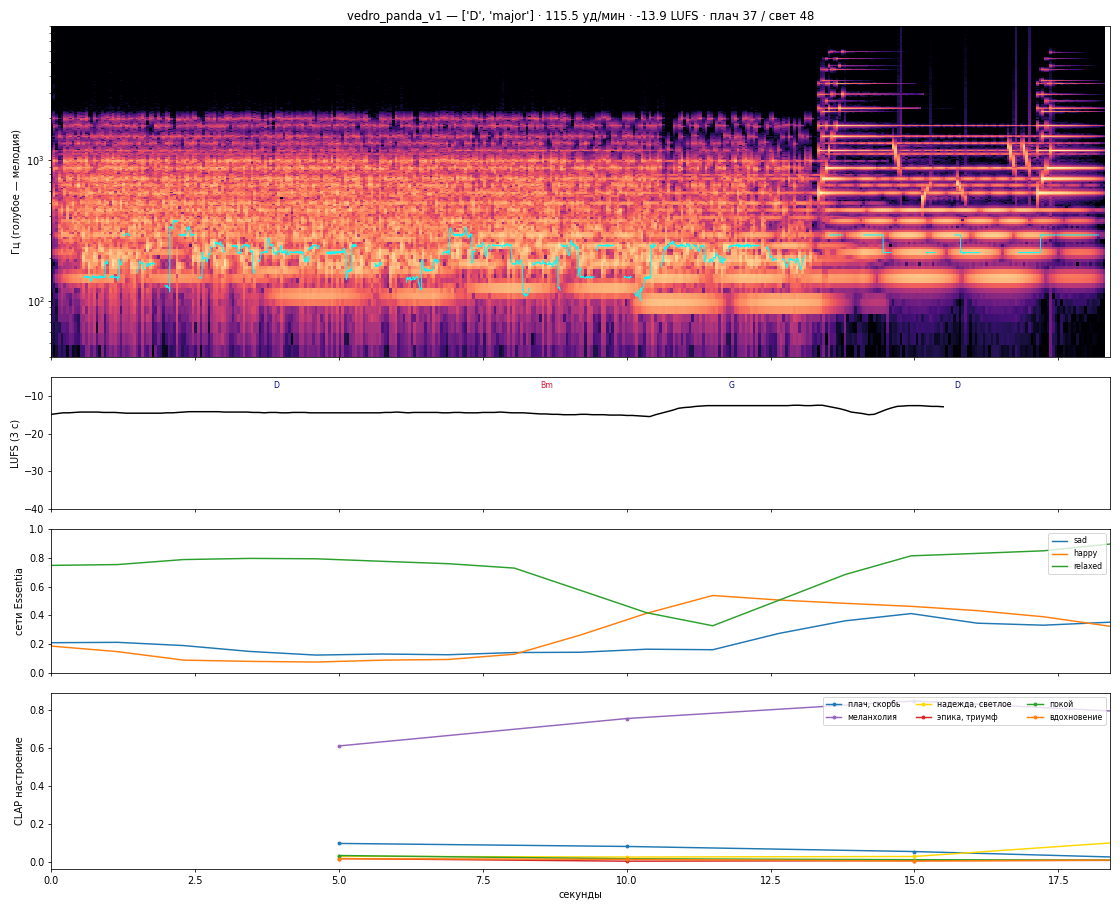 vedro_panda_v1 — ['D', 'major'] · 115.5 уд/мин · -13.9 LUFS · плач 37 / свет 48
Гц (голубое — мелодия)
10³
10²
D
Bm
G
D
LUFS (3 с)
−10
−20
−30
−40
сети Essentia
1.0
0.8
0.6
0.4
0.2
0.0
sad
happy
relaxed
CLAP настроение
0.8
0.6
0.4
0.2
0.0
плач, скорбь
меланхолия
надежда, светлое
эпика, триумф
покой
вдохновение
0.0
2.5
5.0
7.5
10.0
12.5
15.0
17.5
секунды